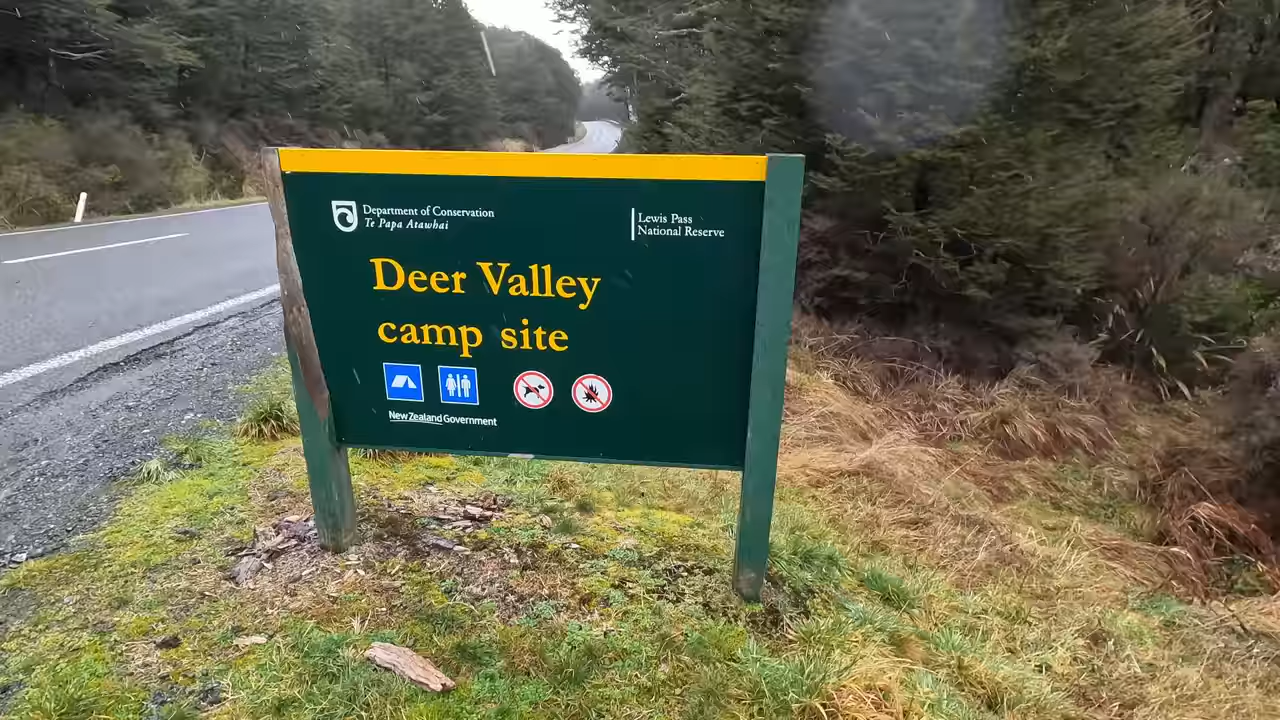 Department of Conservation
Te Papa Atawhai
Lewis Pass
National Reserve
Deer Valley
camp site
New Zealand Government